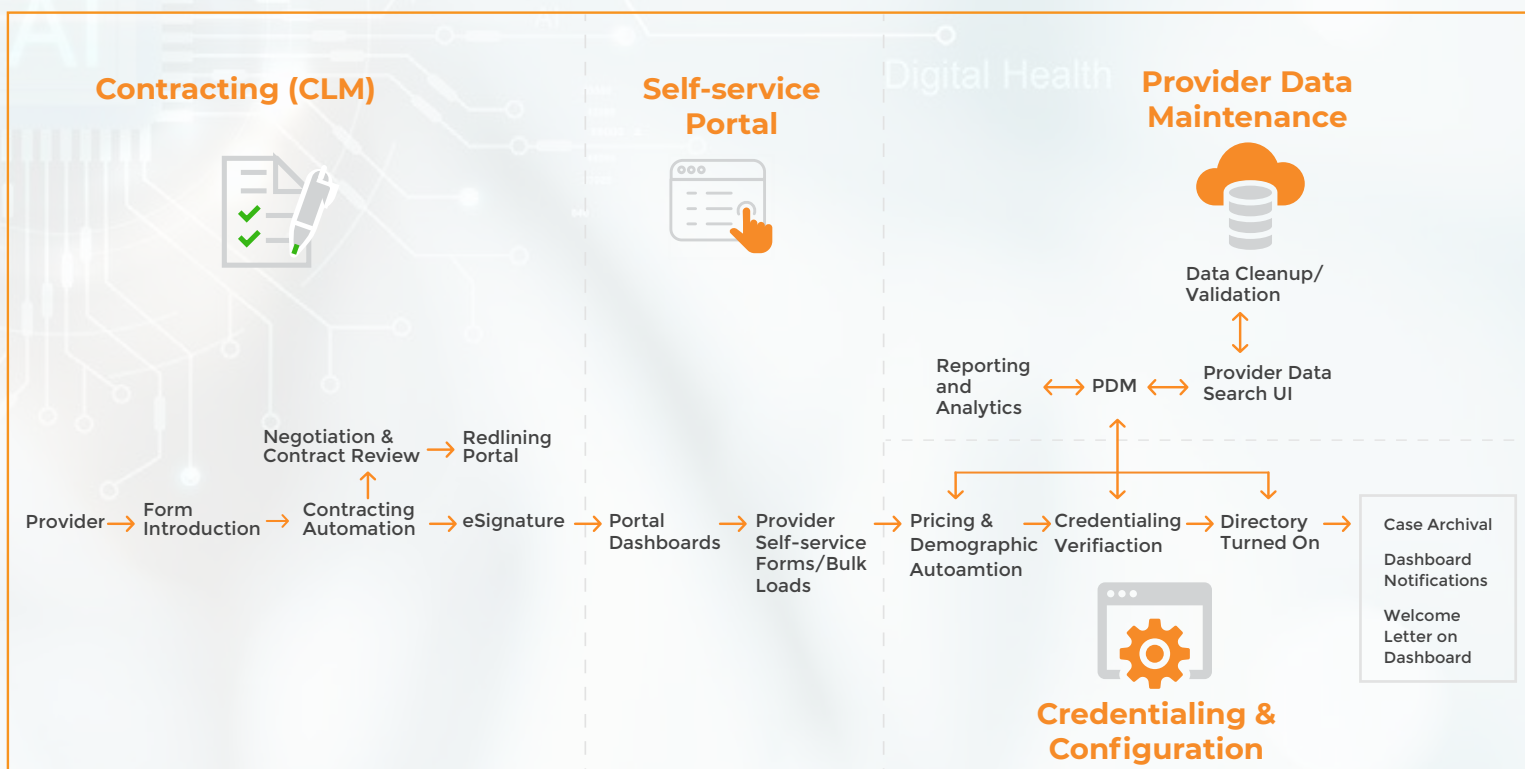 AI
AI
Digital Health
Contracting (CLM)
Self-service
Portal
Provider Data
Maintenance
Data Cleanup/
Validation
Reporting
and
Analytics
PDM
Provider Data
Search UI
Negotiation &
Contract Review
Redlining
Portal
Provider
Form
Introduction
Contracting
Automation
eSignature
Portal
Dashboards
Provider
Self-service
Forms/Bulk
Loads
Pricing &
Demographic
Autoamtion
Credentialing
Verifiaction
Directory
Turned On
Case Archival
Dashboard
Notifications
Welcome
Letter on
Dashboard
Credentialing &
Configuration